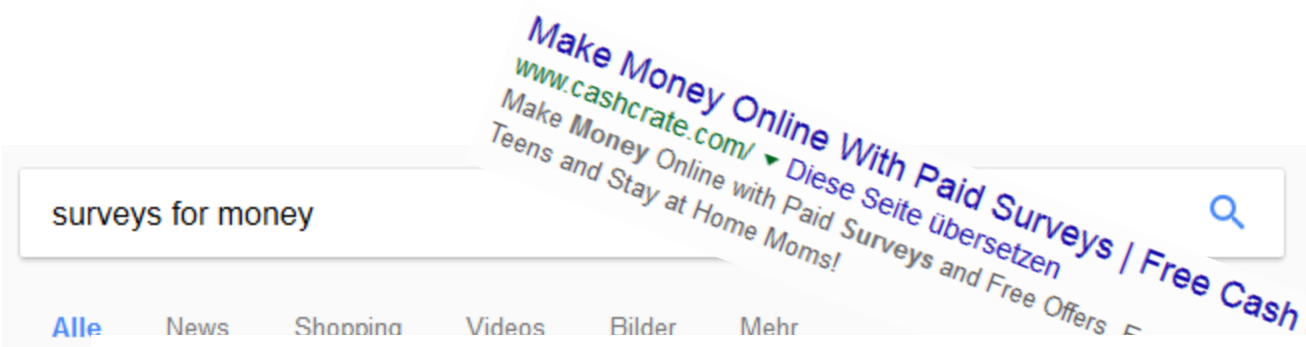 Make Money Online With Paid Surveys | Free Cash
www.cashcrate.com/ Diese Seite übersetzen
Make Money Online with Paid Surveys and Free Offers.
Teens and Stay at Home Moms!
surveys for money
Alle News Shopping Videos Bilder Mehr